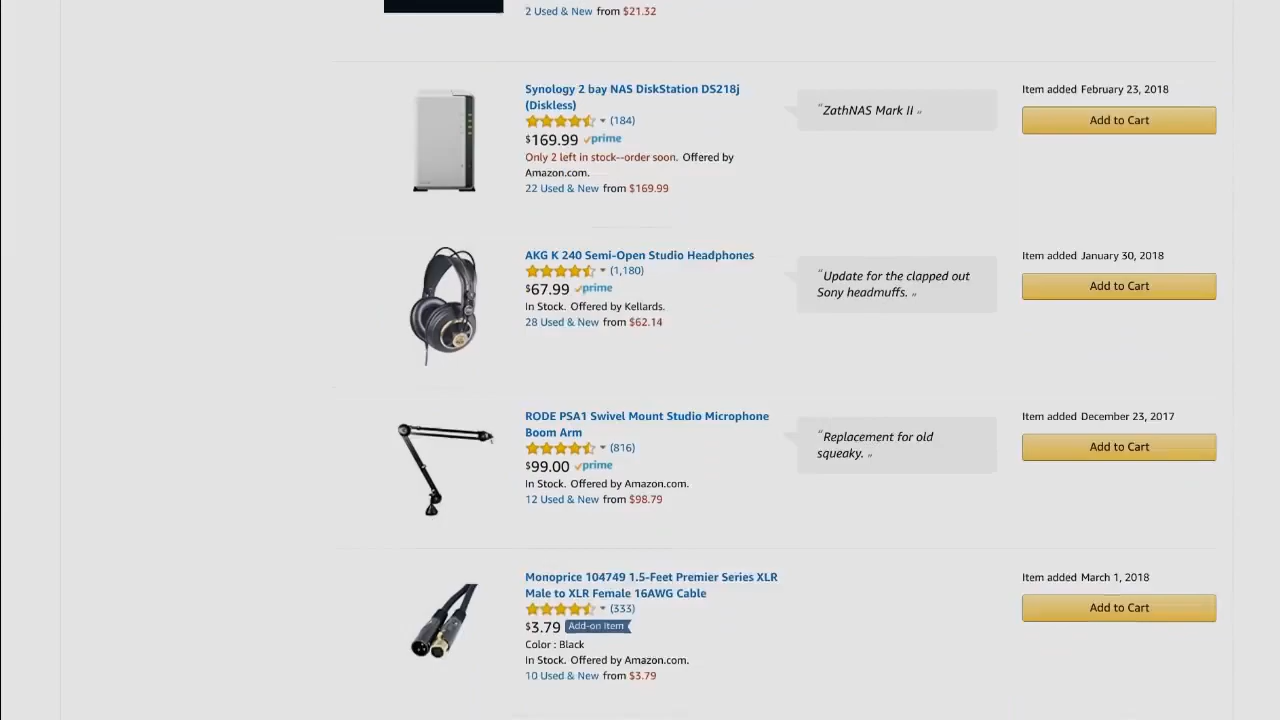 2 Used & New from $21.32
Synology 2 bay NAS DiskStation DS218j
(Diskless)
(184)
$169.99 prime
Only 2 left in stock--order soon. Offered by
Amazon.com.
22 Used & New from $169.99
"ZathNAS Mark II "
Item added February 23, 2018
Add to Cart
AKG K 240 Semi-Open Studio Headphones
(1,180)
$67.99 prime
In Stock. Offered by Kellards.
28 Used & New from $62.14
"Update for the clapped out
Sony headmuffs. "
Item added January 30, 2018
Add to Cart
RODE PSA1 Swivel Mount Studio Microphone
Boom Arm
(816)
$99.00 prime
In Stock. Offered by Amazon.com.
12 Used & New from $98.79
"Replacement for old
squeaky. "
Item added December 23, 2017
Add to Cart
Monoprice 104749 1.5-Feet Premier Series XLR
Male to XLR Female 16AWG Cable
(333)
$3.79 Add-on Item
Color : Black
In Stock. Offered by Amazon.com.
10 Used & New from $3.79
Item added March 1, 2018
Add to Cart